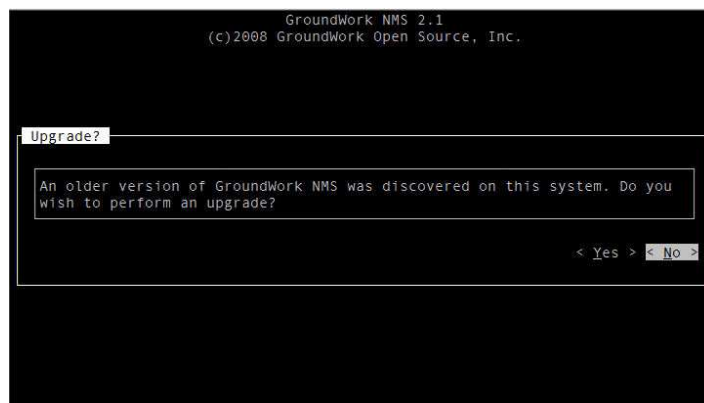 GroundWork NMS 2.1
(c)2008 GroundWork Open Source, Inc.
Upgrade?
An older version of GroundWork NMS was discovered on this system. Do you
wish to perform an upgrade?
< Yes > < No >